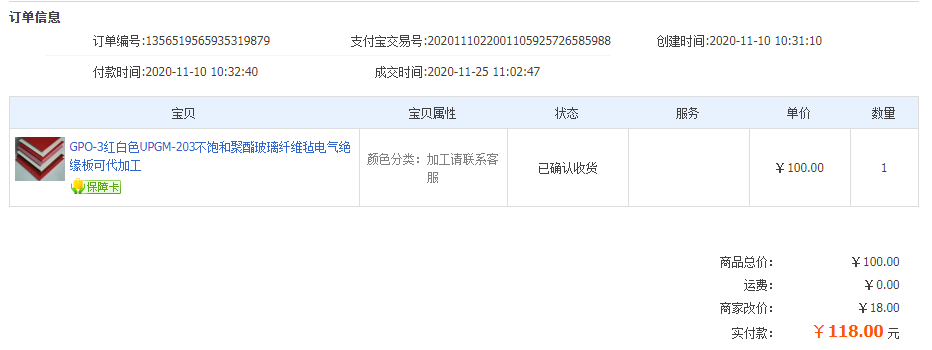 订单信息
订单编号:1356519565935319879 支付宝交易号:2020111022001105925726585988 创建时间:2020-11-10 10:31:10
付款时间:2020-11-10 10:32:40 成交时间:2020-11-25 11:02:47
宝贝 宝贝属性 状态 服务 单价 数量
GPO-3红白色UPGM-203不饱和聚酯玻璃纤维毡电气绝
缘板可代加工
保障卡
颜色分类：加工请联系客
服
已确认收货
￥100.00
1
商品总价： ￥100.00
运费： ￥0.00
商家改价： ￥18.00
实付款： ￥118.00 元